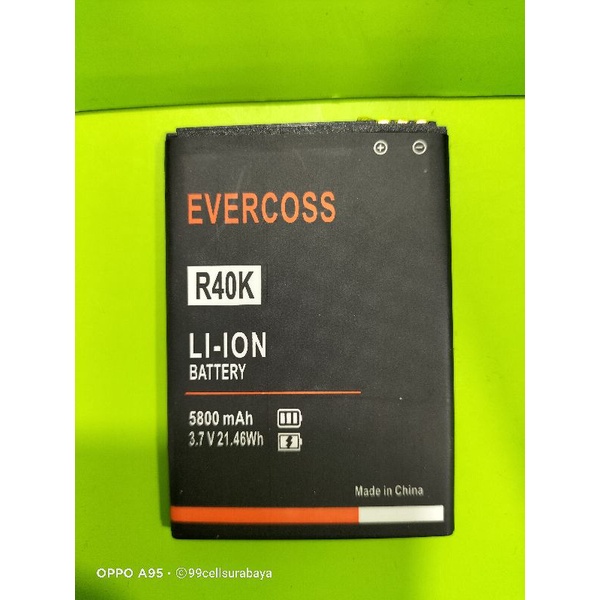 EVERCOSS
R40K
LI-ION
BATTERY
5800 mAh
3.7 V 21.46Wh
Made in China
OPPO A95 · ©99cellsurabaya